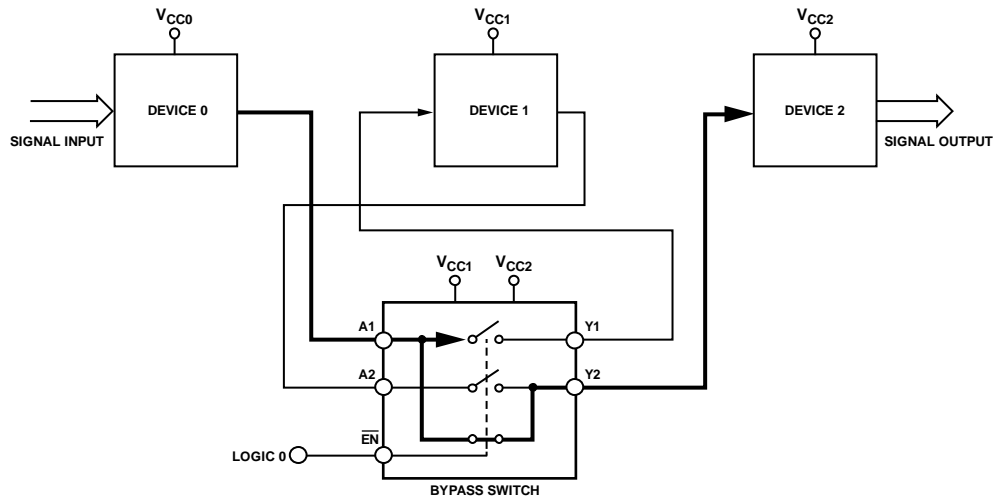 VCC0
VCC1
VCC2
DEVICE 0
DEVICE 1
DEVICE 2
SIGNAL INPUT
SIGNAL OUTPUT
VCC1
VCC2
A1
Y1
A2
Y2
EN
LOGIC 0
BYPASS SWITCH